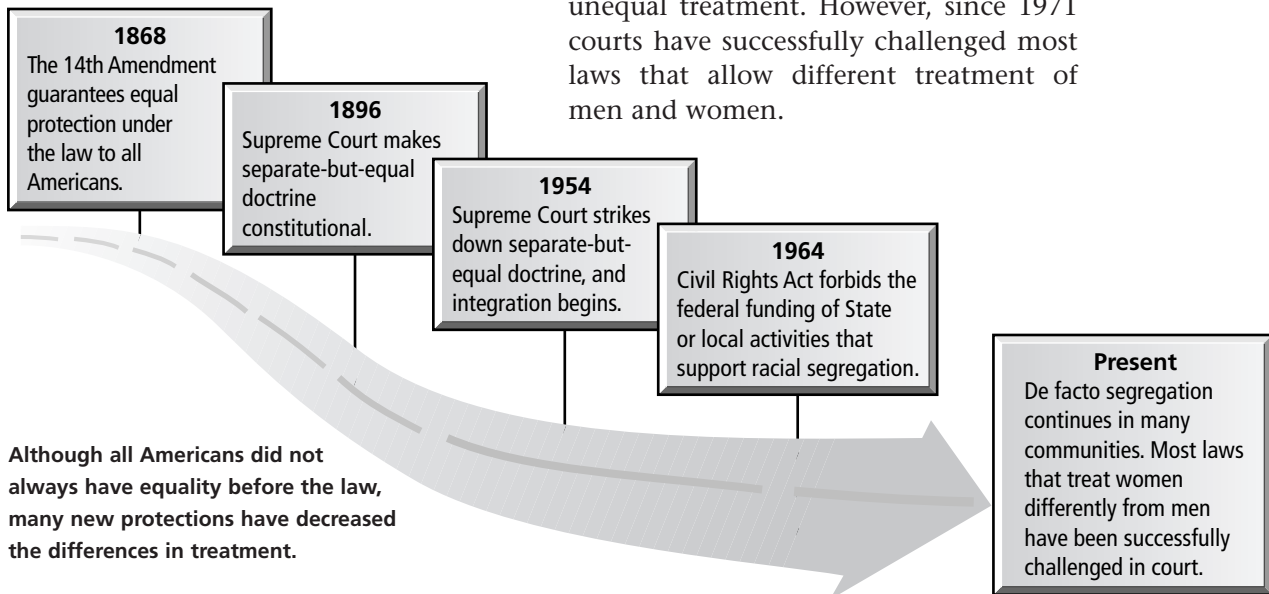 unequal treatment. However, since 1971
courts have successfully challenged most
laws that allow different treatment of
men and women.
1868
The 14th Amendment
guarantees equal
protection under
the law to all
Americans.
1896
Supreme Court makes
separate-but-equal
doctrine
constitutional.
1954
Supreme Court strikes
down separate-but-
equal doctrine, and
integration begins.
1964
Civil Rights Act forbids the
federal funding of State
or local activities that
support racial segregation.
Present
De facto segregation
continues in many
communities. Most laws
that treat women
differently from men
have been successfully
challenged in court.
Although all Americans did not
always have equality before the law,
many new protections have decreased
the differences in treatment.